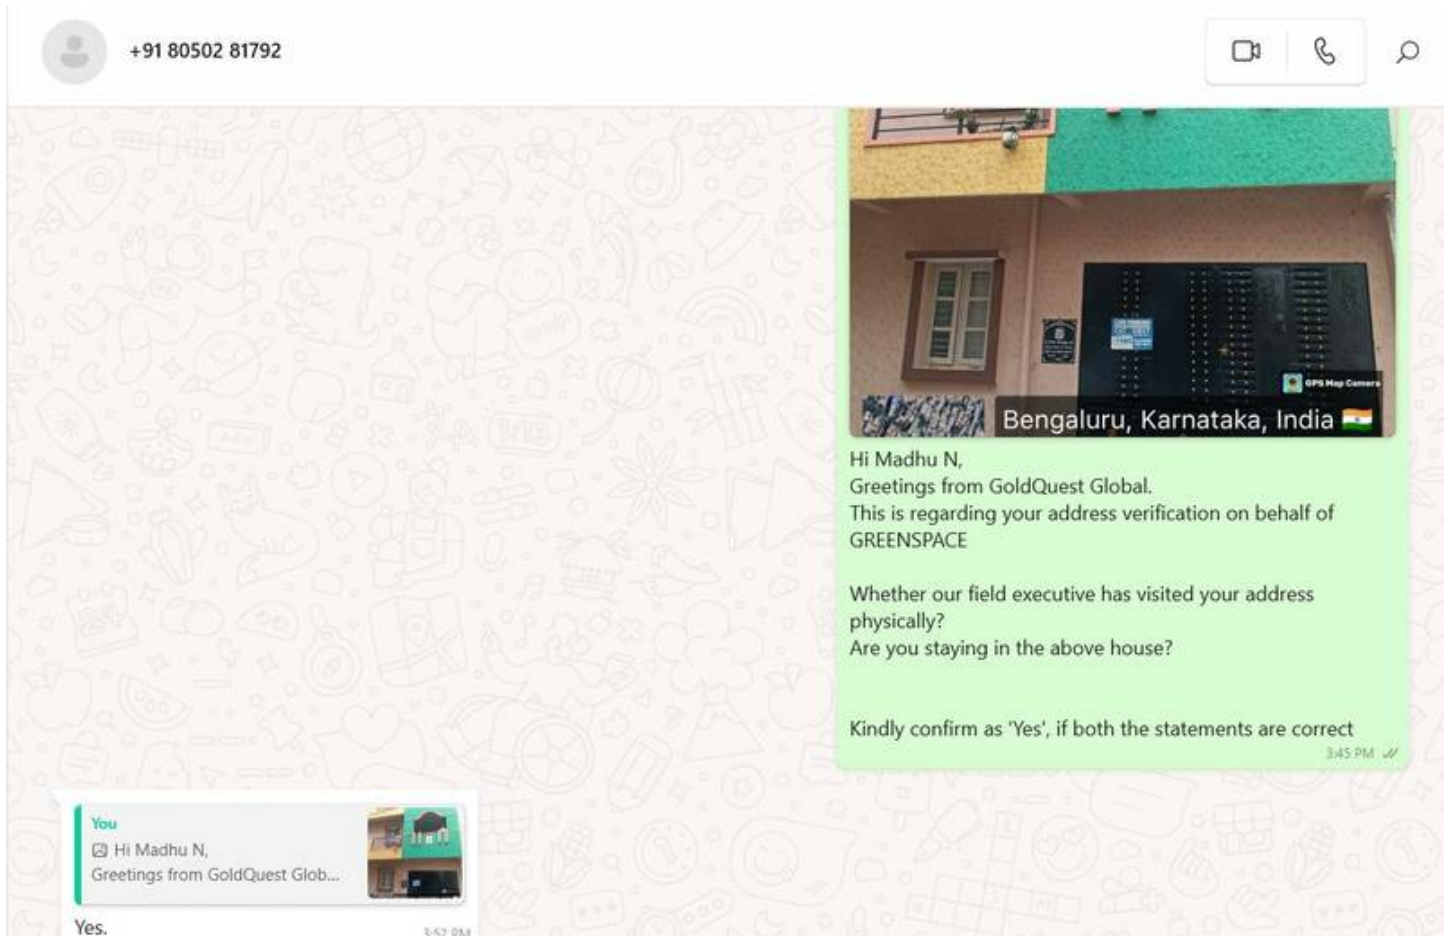 +91 80502 81792
GPS Map Camera
Bengaluru, Karnataka, India
Hi Madhu N,
Greetings from GoldQuest Global.
This is regarding your address verification on behalf of
GREENSPACE
Whether our field executive has visited your address
physically?
Are you staying in the above house?
Kindly confirm as 'Yes', if both the statements are correct
3:45 PM
You
Hi Madhu N,
Greetings from GoldQuest Glob...
Yes.
3:52 PM